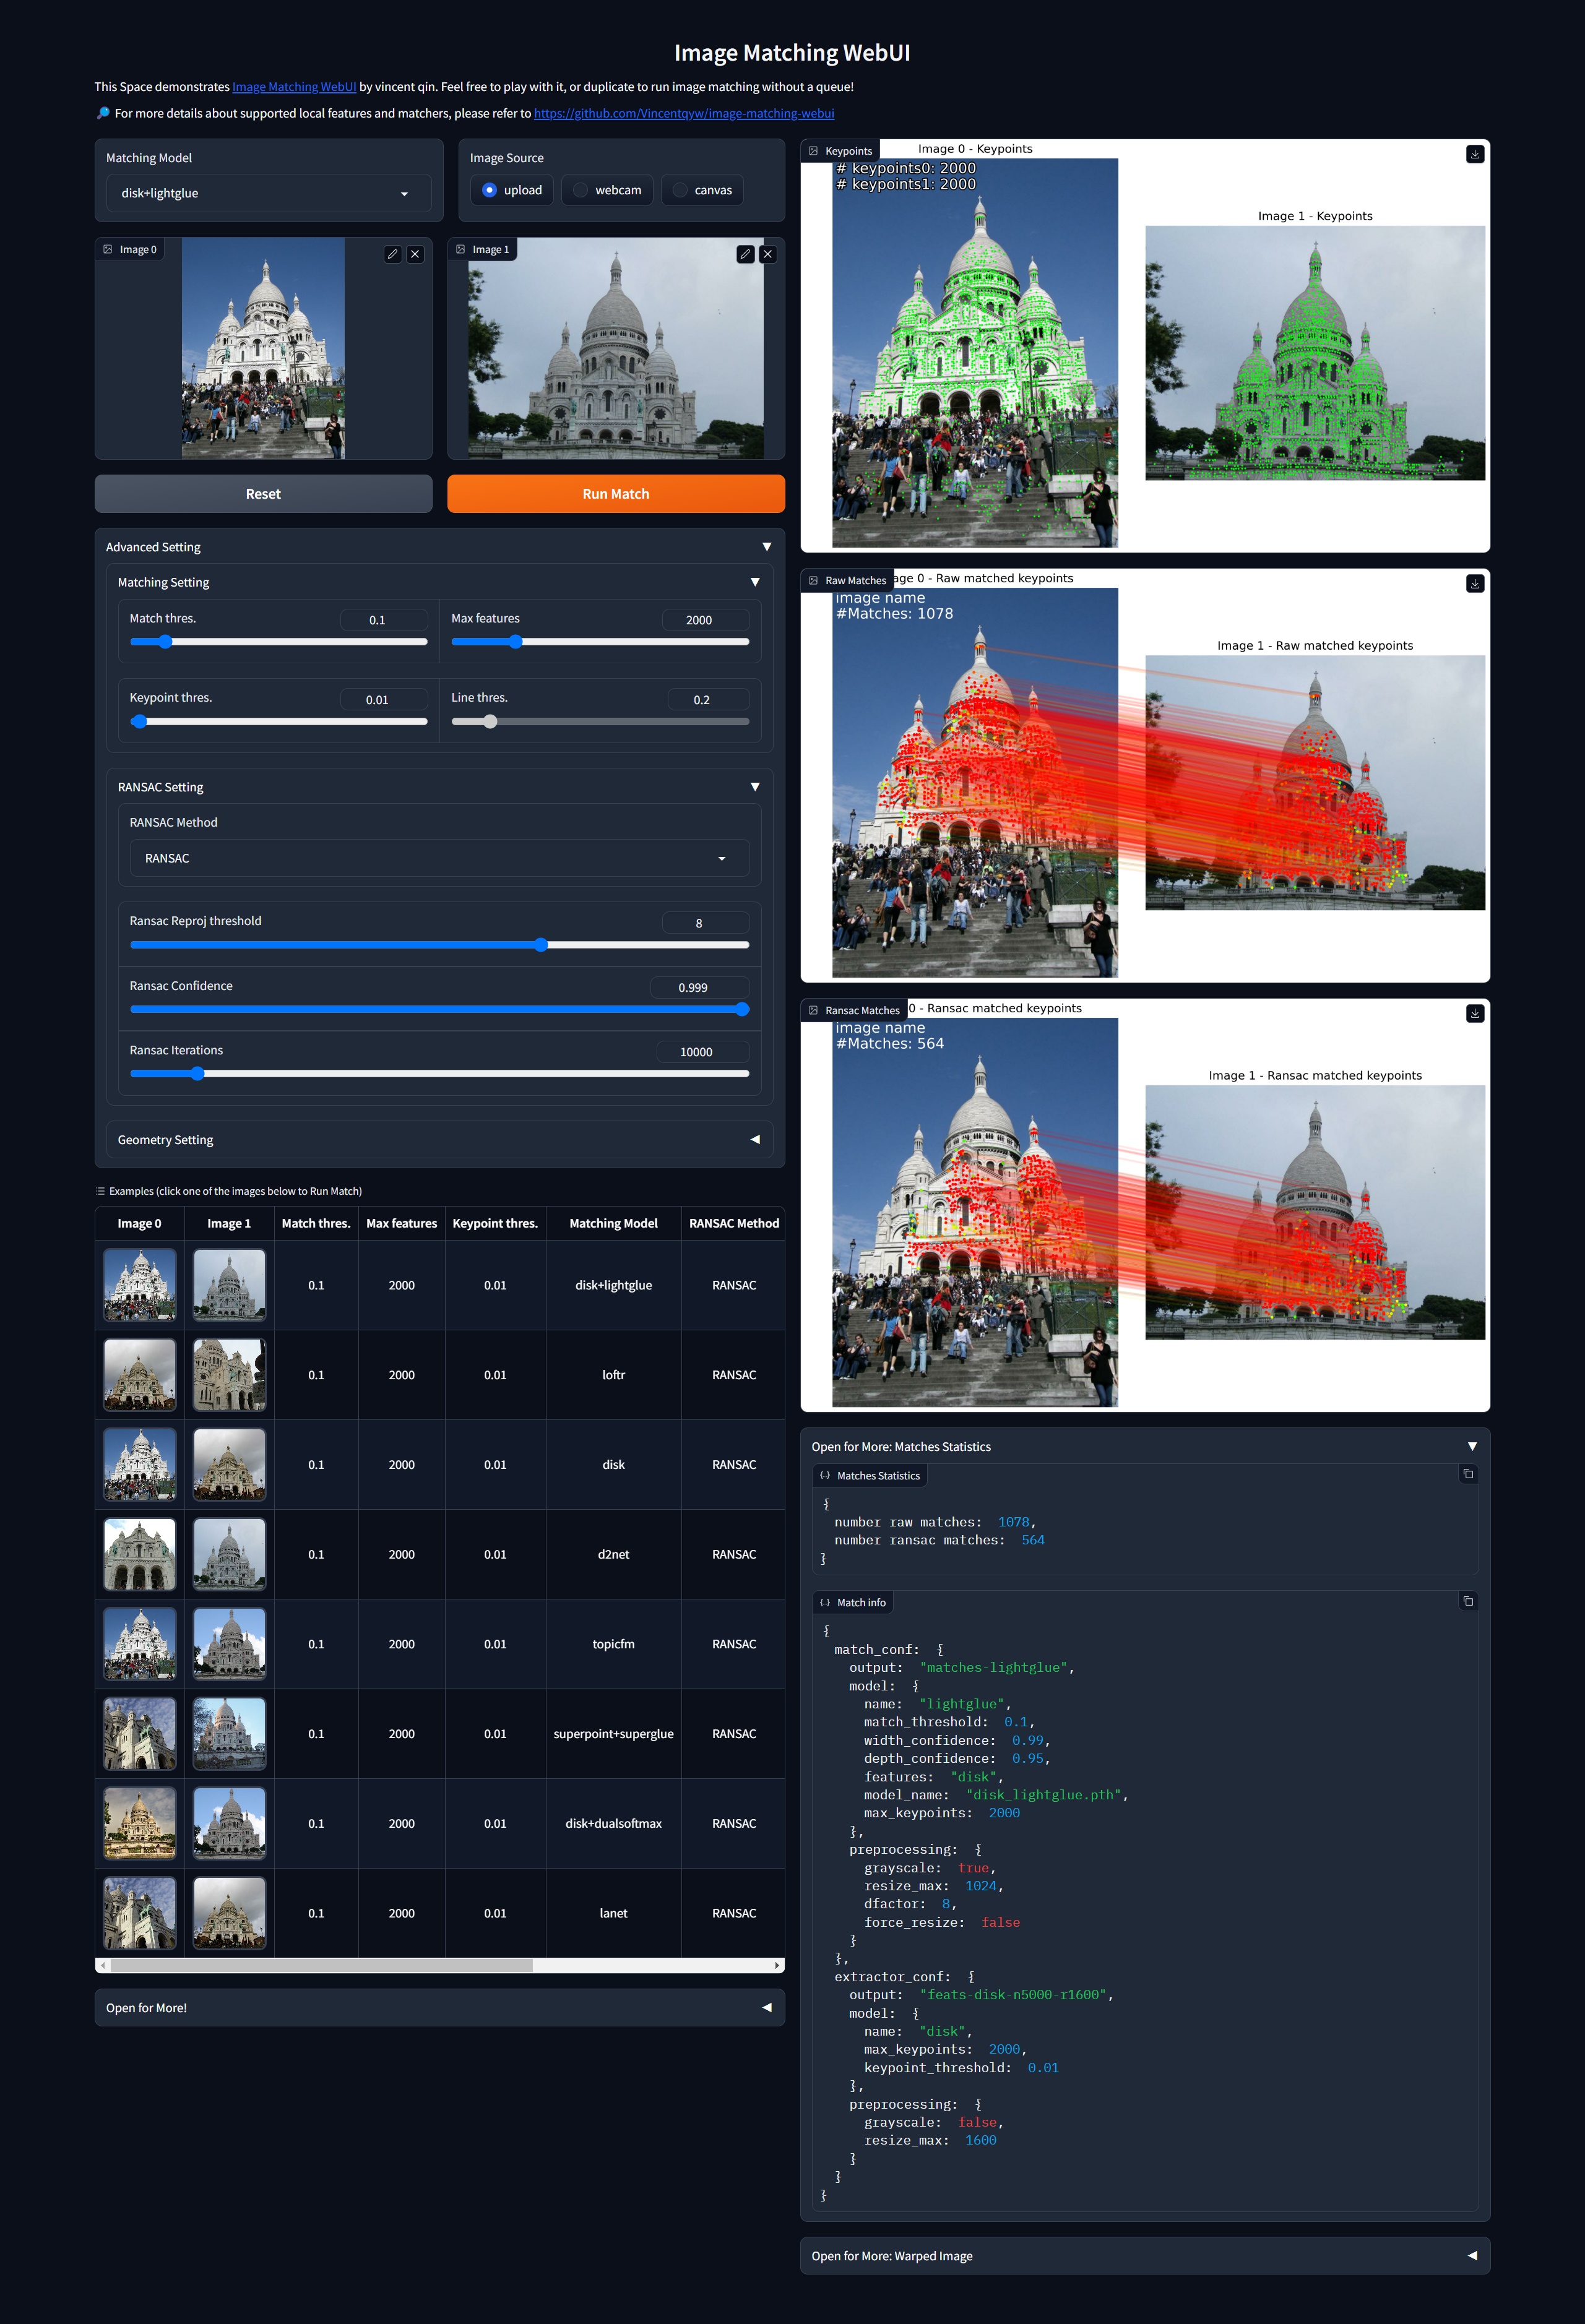 Image Matching WebUI
This Space demonstrates Image Matching WebUI by vincent qin. Feel free to play with it, or duplicate to run image matching without a queue!
🔎 For more details about supported local features and matchers, please refer to https://github.com/Vincentqyw/image-matching-webui
Matching Model
disk+lightglue
Image Source
upload webcam canvas
Image 0
Image 1
Reset
Run Match
Advanced Setting
Matching Setting
Match thres. 0.1
Max features 2000
Keypoint thres. 0.01
Line thres. 0.2
RANSAC Setting
RANSAC Method
RANSAC
Ransac Reproj threshold 8
Ransac Confidence 0.999
Ransac Iterations 10000
Geometry Setting
Examples (click one of the images below to Run Match)
Image 0 Image 1 Match thres. Max features Keypoint thres. Matching Model RANSAC Method
0.1 2000 0.01 disk+lightglue RANSAC
0.1 2000 0.01 loftr RANSAC
0.1 2000 0.01 disk RANSAC
0.1 2000 0.01 d2net RANSAC
0.1 2000 0.01 topicfm RANSAC
0.1 2000 0.01 superpoint+superglue RANSAC
0.1 2000 0.01 disk+dualsoftmax RANSAC
0.1 2000 0.01 lanet RANSAC
Open for More!
Keypoints
Image 0 - Keypoints
# keypoints0: 2000
# keypoints1: 2000
Image 1 - Keypoints
Raw Matches
age 0 - Raw matched keypoints
image name
#Matches: 1078
Image 1 - Raw matched keypoints
Ransac Matches
0 - Ransac matched keypoints
image name
#Matches: 564
Image 1 - Ransac matched keypoints
Open for More: Matches Statistics
Matches Statistics
{
number raw matches: 1078,
number ransac matches: 564
}
Match info
{
match_conf: {
output: "matches-lightglue",
model: {
name: "lightglue",
match_threshold: 0.1,
width_confidence: 0.99,
depth_confidence: 0.95,
features: "disk",
model_name: "disk_lightglue.pth",
max_keypoints: 2000
},
preprocessing: {
grayscale: true,
resize_max: 1024,
dfactor: 8,
force_resize: false
}
},
extractor_conf: {
output: "feats-disk-n5000-r1600",
model: {
name: "disk",
max_keypoints: 2000,
keypoint_threshold: 0.01
},
preprocessing: {
grayscale: false,
resize_max: 1600
}
}
}
Open for More: Warped Image